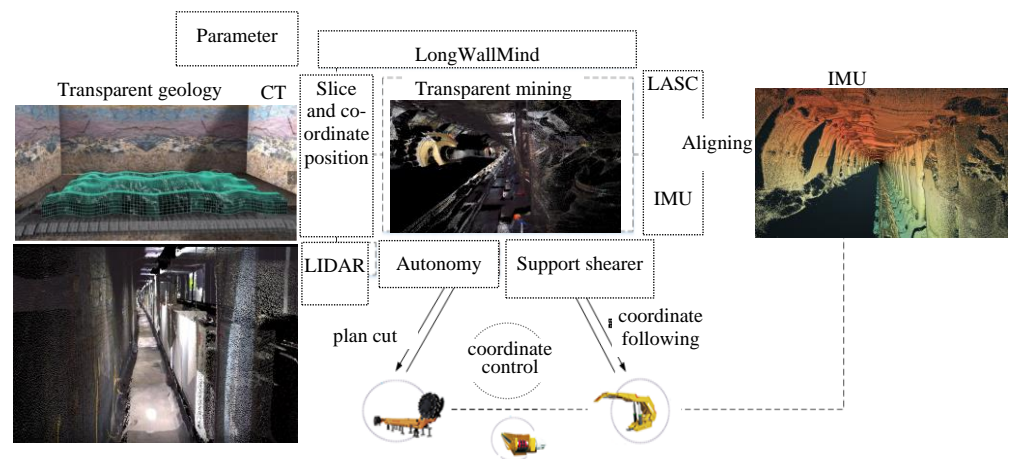 Parameter
LongWallMind
Transparent geology
CT
Slice
and co-
ordinate
position
Transparent mining
LASC
Aligning
IMU
IMU
LIDAR
Autonomy
Support shearer
plan cut
coordinate
control
coordinate
following